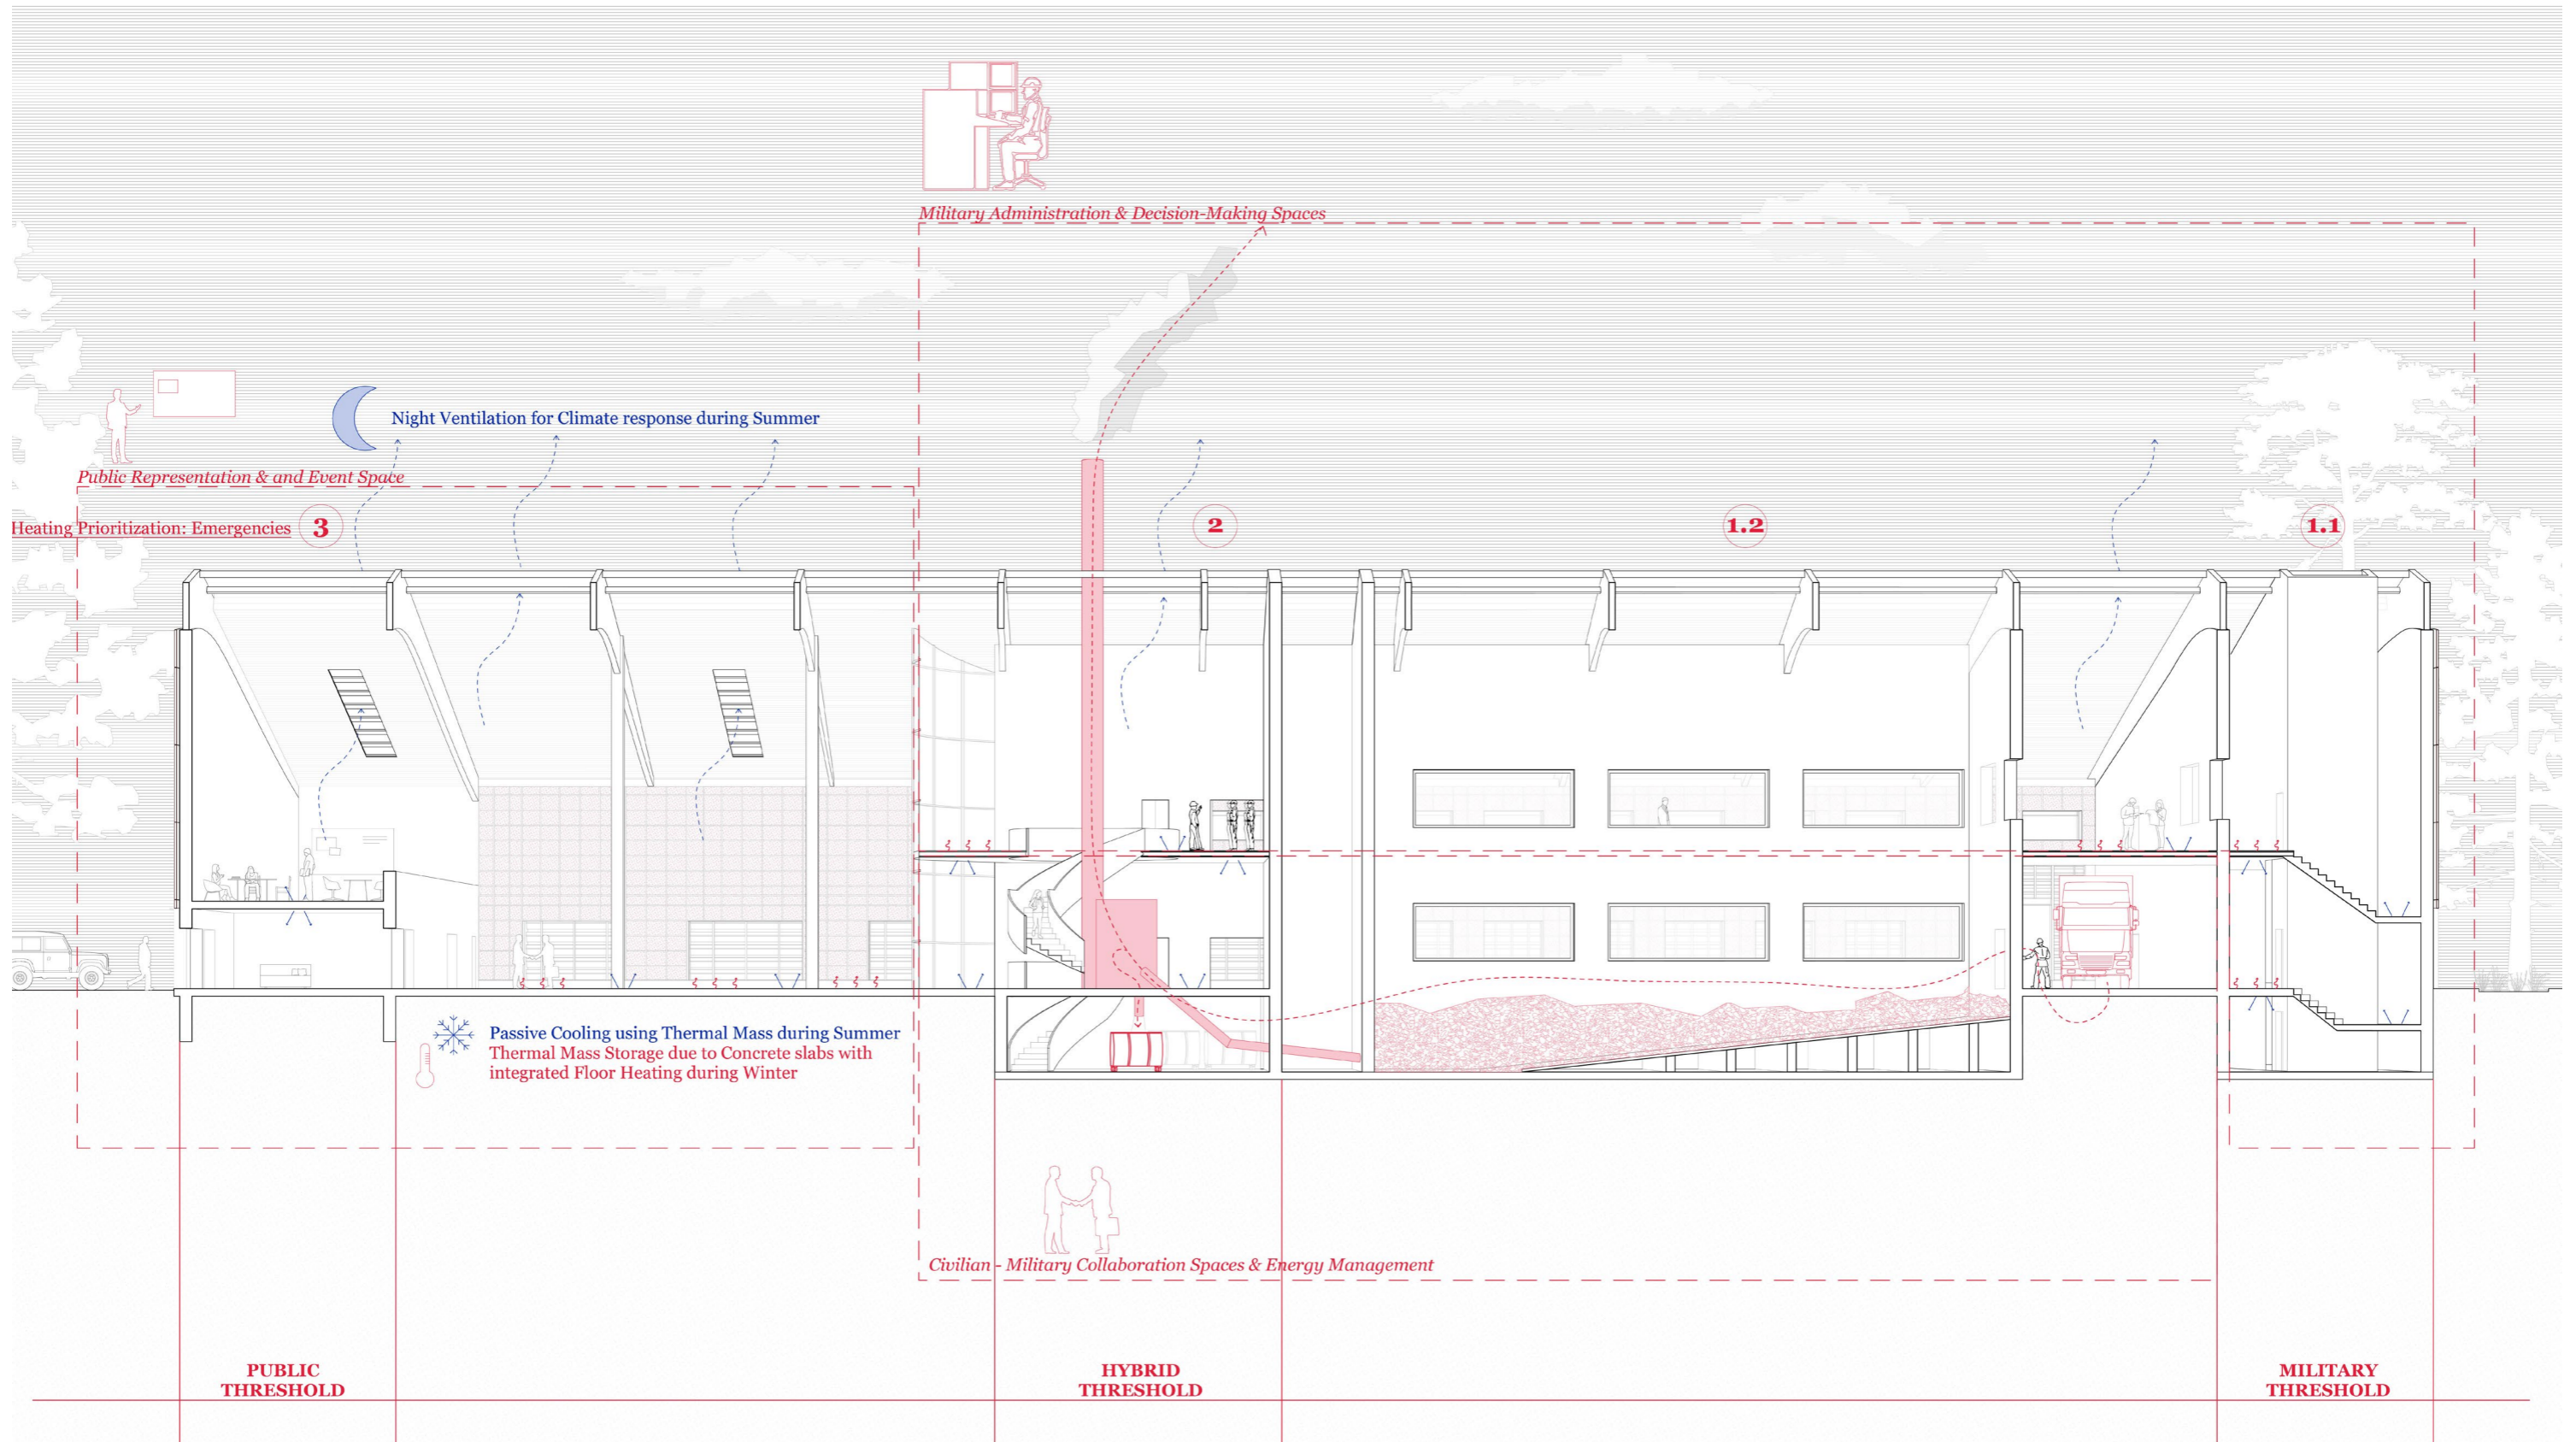 Military Administration & Decision-Making Spaces
Night Ventilation for Climate response during Summer
Public Representation & and Event Space
Heating Prioritization: Emergencies
3
2
1.2
1.1
Passive Cooling using Thermal Mass during Summer
Thermal Mass Storage due to Concrete slabs with
integrated Floor Heating during Winter
Civilian - Military Collaboration Spaces & Energy Management
PUBLIC
THRESHOLD
HYBRID
THRESHOLD
MILITARY
THRESHOLD